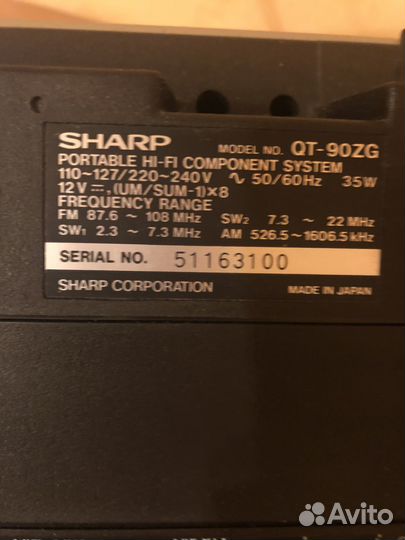 SHARP MODEL NO. QT-90ZG
PORTABLE HI-FI COMPONENT SYSTEM
110~127/220~240V ∿ 50/60Hz 35W
12V ⎓, (UM/SUM-1)×8
FREQUENCY RANGE
FM 87.6 ~ 108 MHz SW2 7.3 ~ 22 MHz
SW1 2.3 ~ 7.3 MHz AM 526.5~1606.5 kHz
SERIAL NO. 51163100
SHARP CORPORATION MADE IN JAPAN
Avito